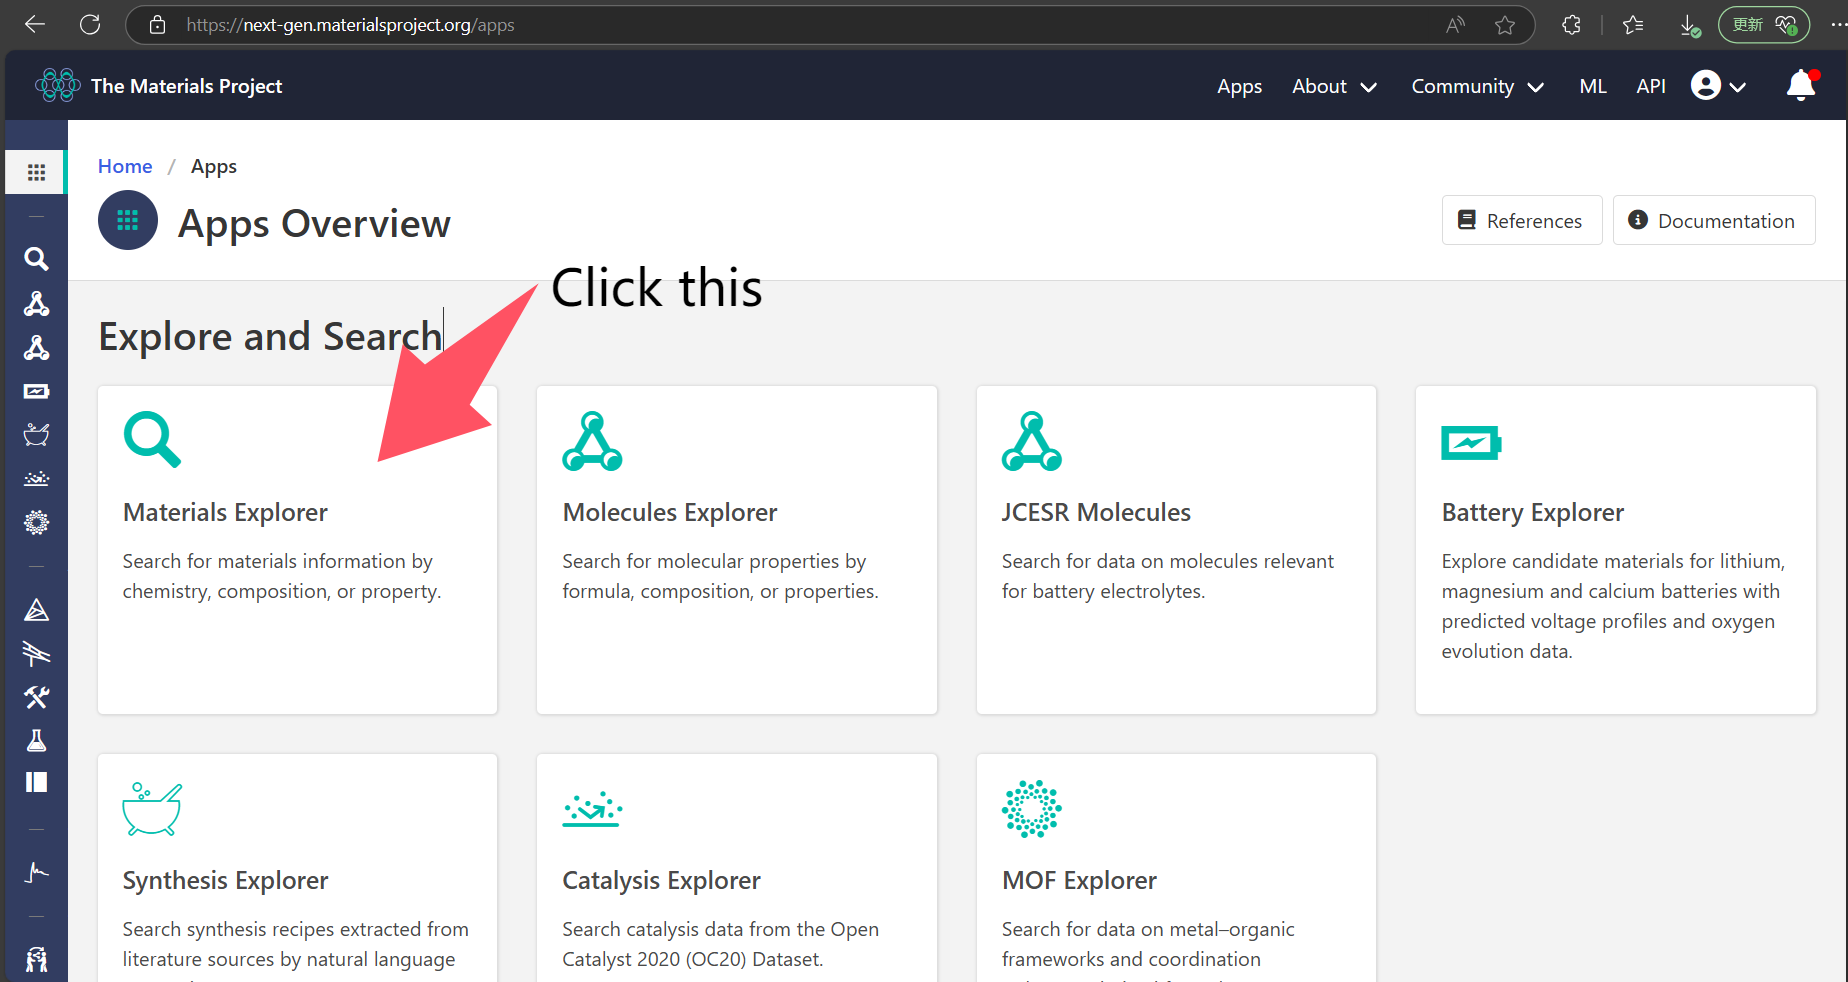 https://next-gen.materialsproject.org/apps
更新
The Materials Project
Apps
About
Community
ML
API
Home / Apps
Apps Overview
References
Documentation
Click this
Explore and Search
Materials Explorer
Search for materials information by
chemistry, composition, or property.
Molecules Explorer
Search for molecular properties by
formula, composition, or properties.
JCESR Molecules
Search for data on molecules relevant
for battery electrolytes.
Battery Explorer
Explore candidate materials for lithium,
magnesium and calcium batteries with
predicted voltage profiles and oxygen
evolution data.
Synthesis Explorer
Search synthesis recipes extracted from
literature sources by natural language
Catalysis Explorer
Search catalysis data from the Open
Catalyst 2020 (OC20) Dataset.
MOF Explorer
Search for data on metal–organic
frameworks and coordination